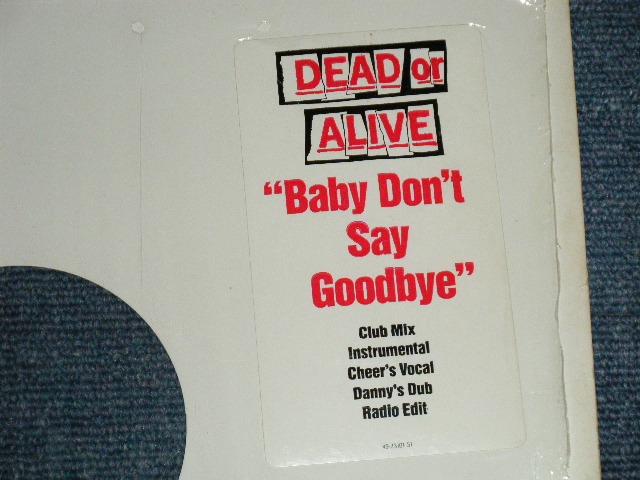 DEAD or
ALIVE
“Baby Don't
Say
Goodbye”
Club Mix
Instrumental
Cheer's Vocal
Danny's Dub
Radio Edit